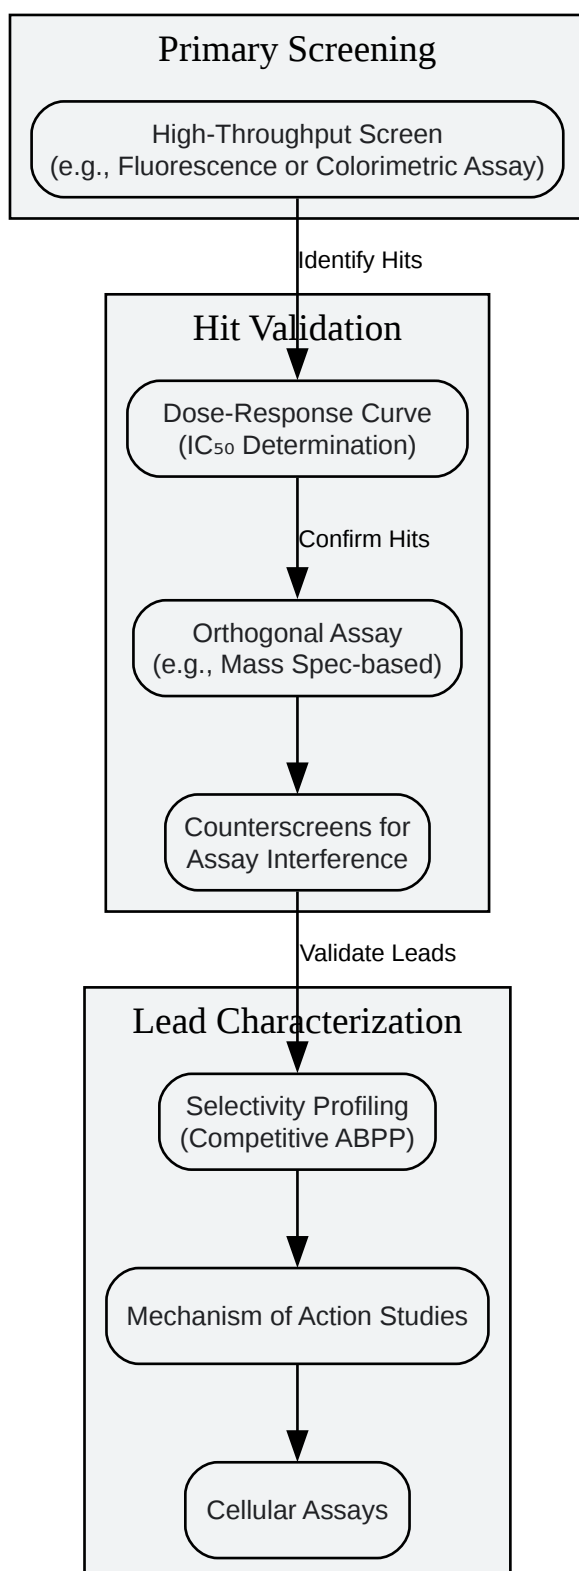 Primary Screening
High-Throughput Screen
(e.g., Fluorescence or Colorimetric Assay)
Identify Hits
Hit Validation
Dose-Response Curve
(IC₅₀ Determination)
Confirm Hits
Orthogonal Assay
(e.g., Mass Spec-based)
Counterscreens for
Assay Interference
Validate Leads
Lead Characterization
Selectivity Profiling
(Competitive ABPP)
Mechanism of Action Studies
Cellular Assays